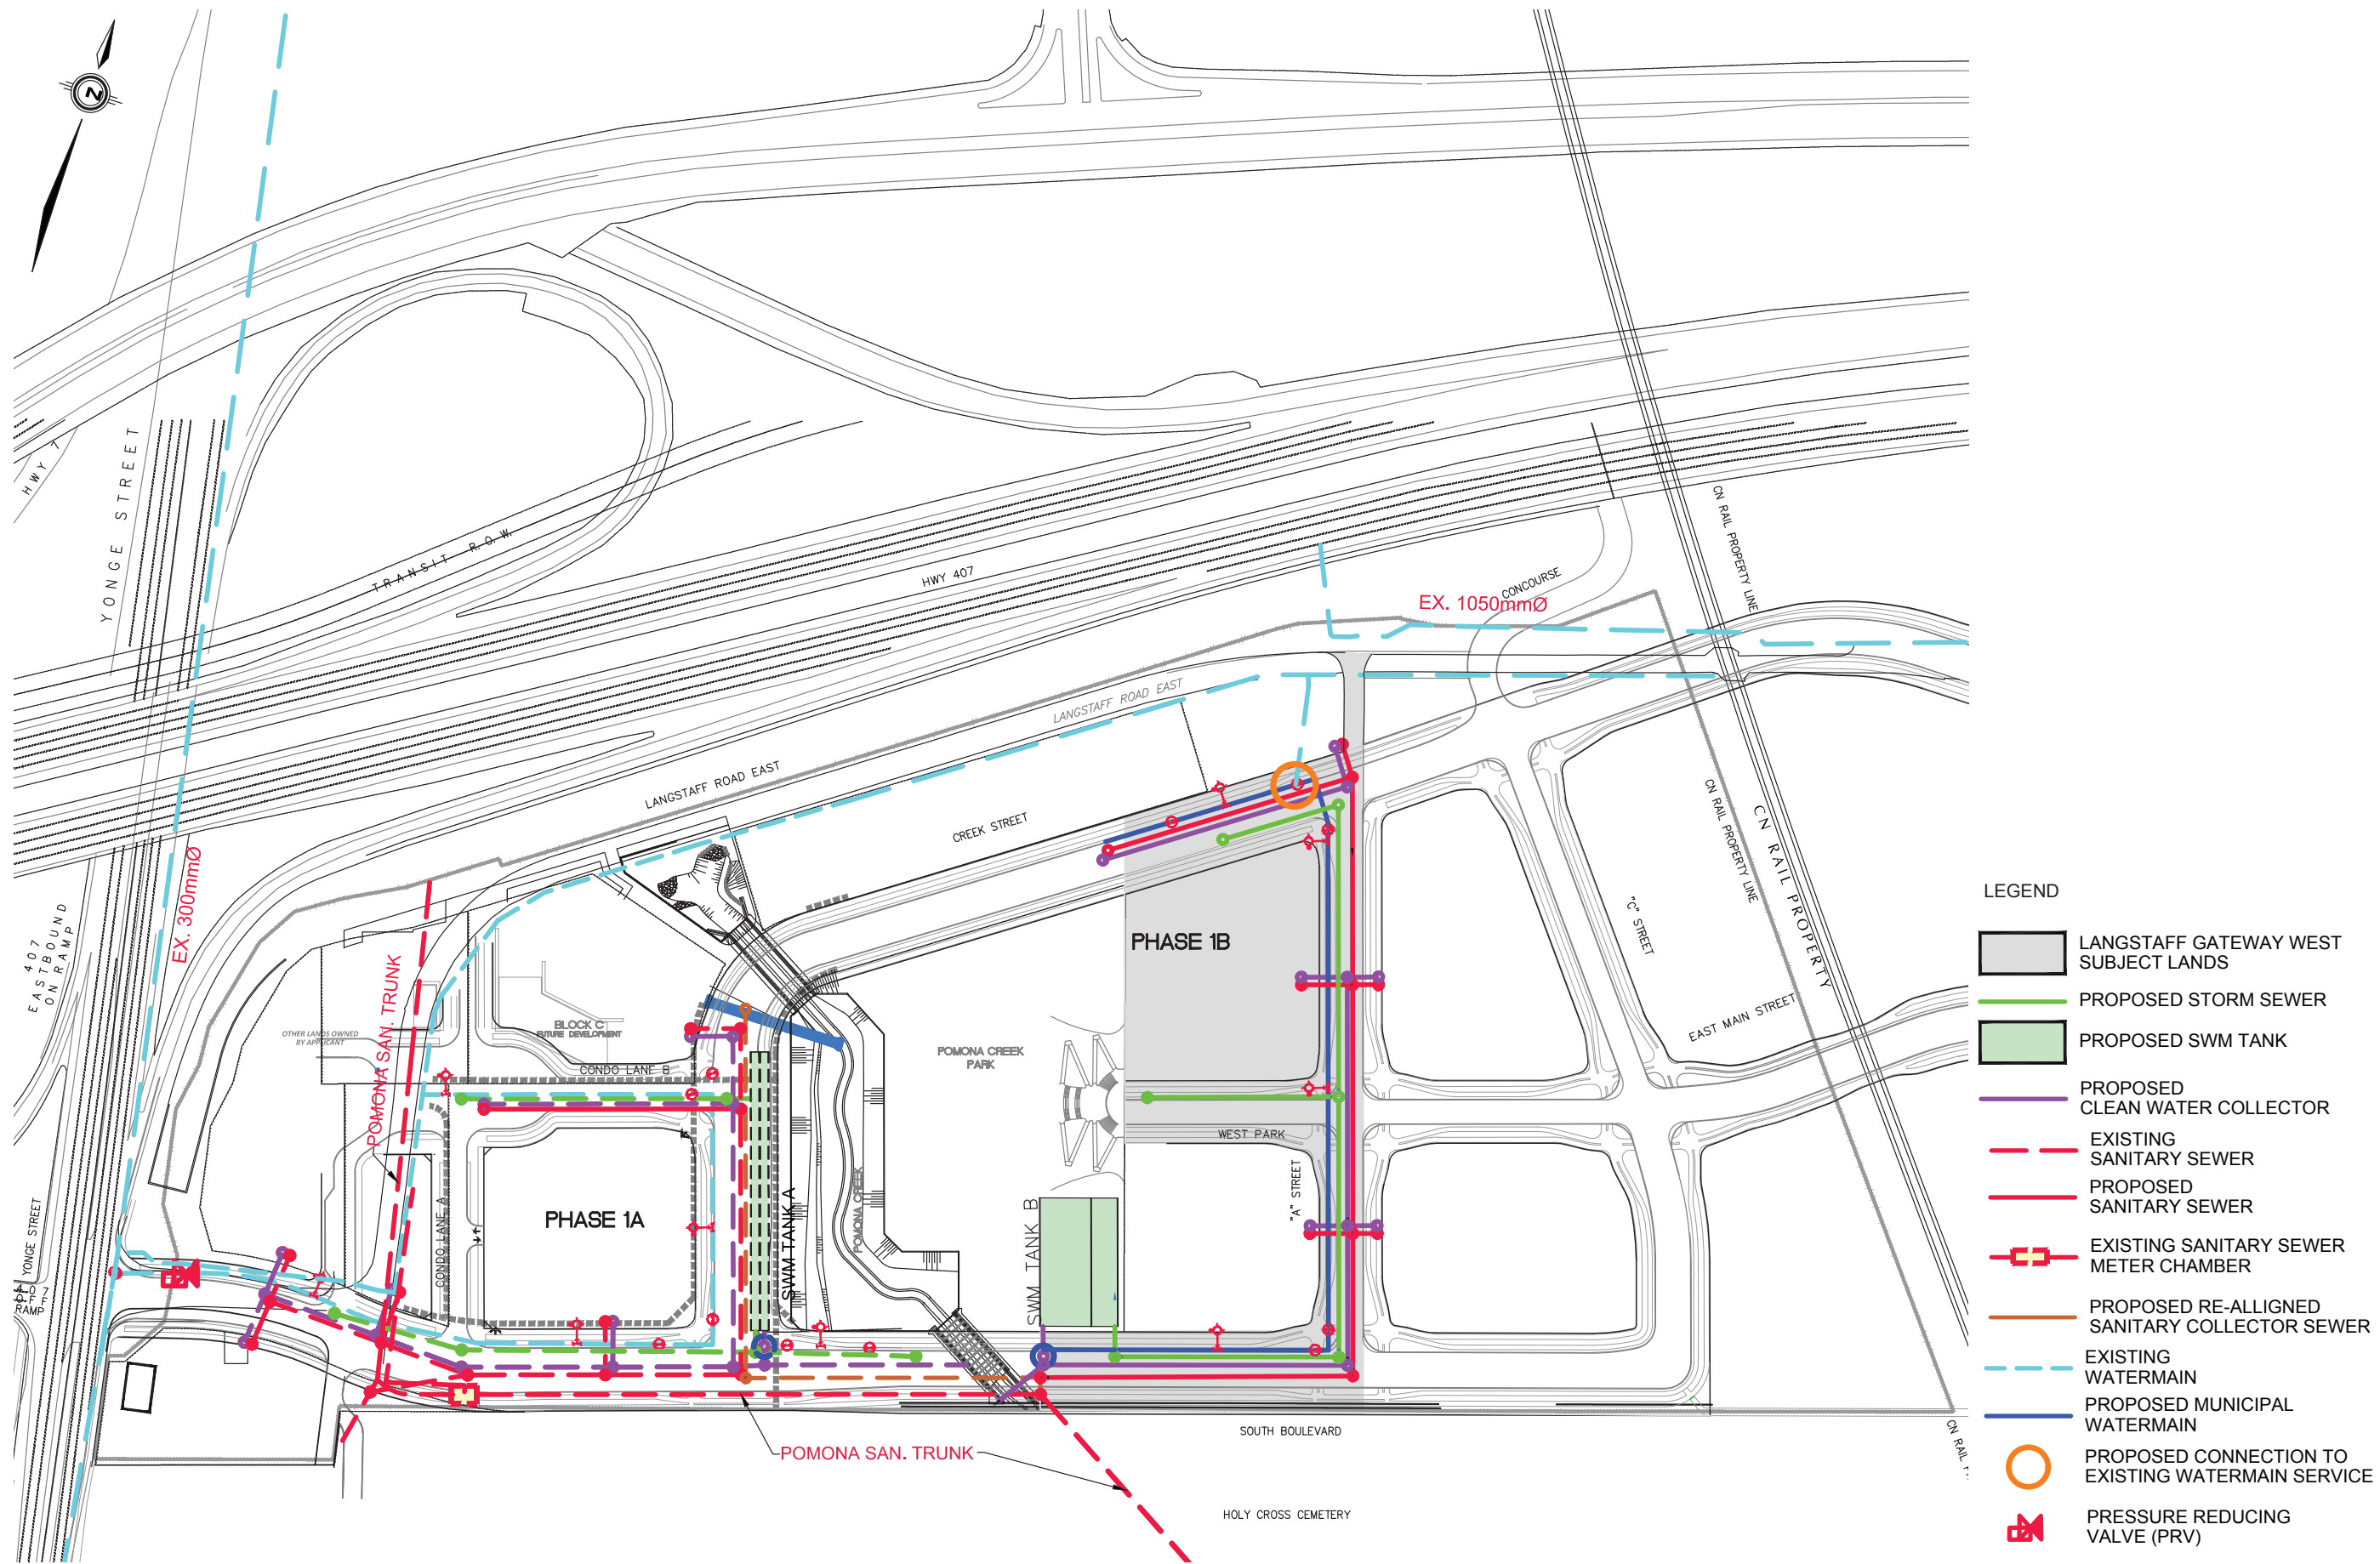 Z
HWY 7
YONGE STREET
TRANSIT R.O.W.
HWY 407
CONCOURSE
EX. 1050mmØ
CN RAIL PROPERTY LINE
LANGSTAFF ROAD EAST
LANGSTAFF ROAD EAST
CREEK STREET
EX. 300mmØ
E A 407
EASTBOUND
ON RAMP
POMONA SAN. TRUNK
OTHER LANDS OWNED
BY APPLICANT
BLOCK C
FUTURE DEVELOPMENT
CONDO LANE B
POMONA CREEK
PARK
PHASE 1B
CN RAIL PROPERTY LINE
CN RAIL PROPERTY
"C" STREET
EAST MAIN STREET
WEST PARK
"A" STREET
PHASE 1A
CONDO LANE A
SWM TANK A
POMONA CREEK
SWM TANK B
YONGE STREET
RAMP
POMONA SAN. TRUNK
SOUTH BOULEVARD
HOLY CROSS CEMETERY
CN RAIL
LEGEND
LANGSTAFF GATEWAY WEST
SUBJECT LANDS
PROPOSED STORM SEWER
PROPOSED SWM TANK
PROPOSED
CLEAN WATER COLLECTOR
EXISTING
SANITARY SEWER
PROPOSED
SANITARY SEWER
EXISTING SANITARY SEWER
METER CHAMBER
PROPOSED RE-ALLIGNED
SANITARY COLLECTOR SEWER
EXISTING
WATERMAIN
PROPOSED MUNICIPAL
WATERMAIN
PROPOSED CONNECTION TO
EXISTING WATERMAIN SERVICE
PRESSURE REDUCING
VALVE (PRV)